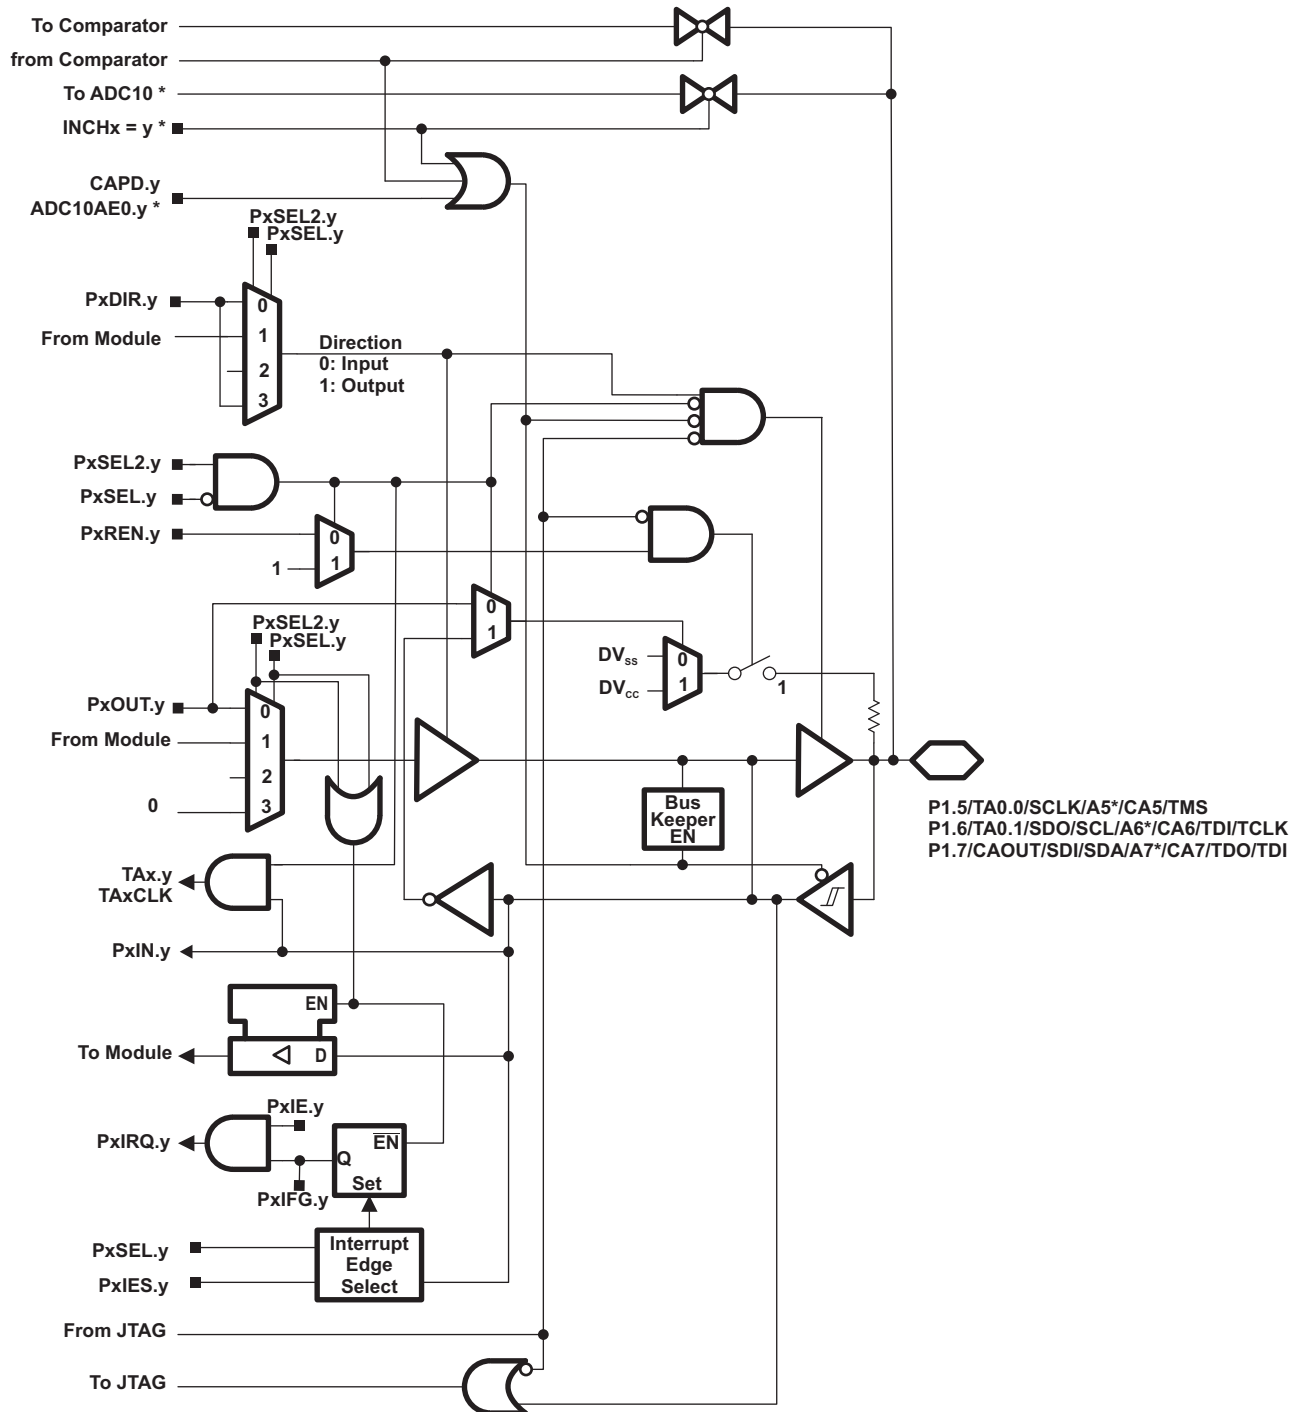 To Comparator
from Comparator
To ADC10 *
INCHx = y *
CAPD.y
ADC10AE0.y *
PxSEL2.y
PxSEL.y
PxDIR.y
From Module
0
1
2
3
Direction
0: Input
1: Output
PxSEL2.y
PxSEL.y
PxREN.y
0
1
1
0
1
PxSEL2.y
PxSEL.y
DVSS
DVCC
0
1
1
PxOUT.y
From Module
0
0
1
2
3
Bus
Keeper
EN
P1.5/TA0.0/SCLK/A5*/CA5/TMS
P1.6/TA0.1/SDO/SCL/A6*/CA6/TDI/TCLK
P1.7/CAOUT/SDI/SDA/A7*/CA7/TDO/TDI
TAx.y
TAxCLK
PxIN.y
EN
To Module
D
PxIE.y
PxIRQ.y
EN
Q
Set
PxIFG.y
PxSEL.y
PxIES.y
Interrupt
Edge
Select
From JTAG
To JTAG